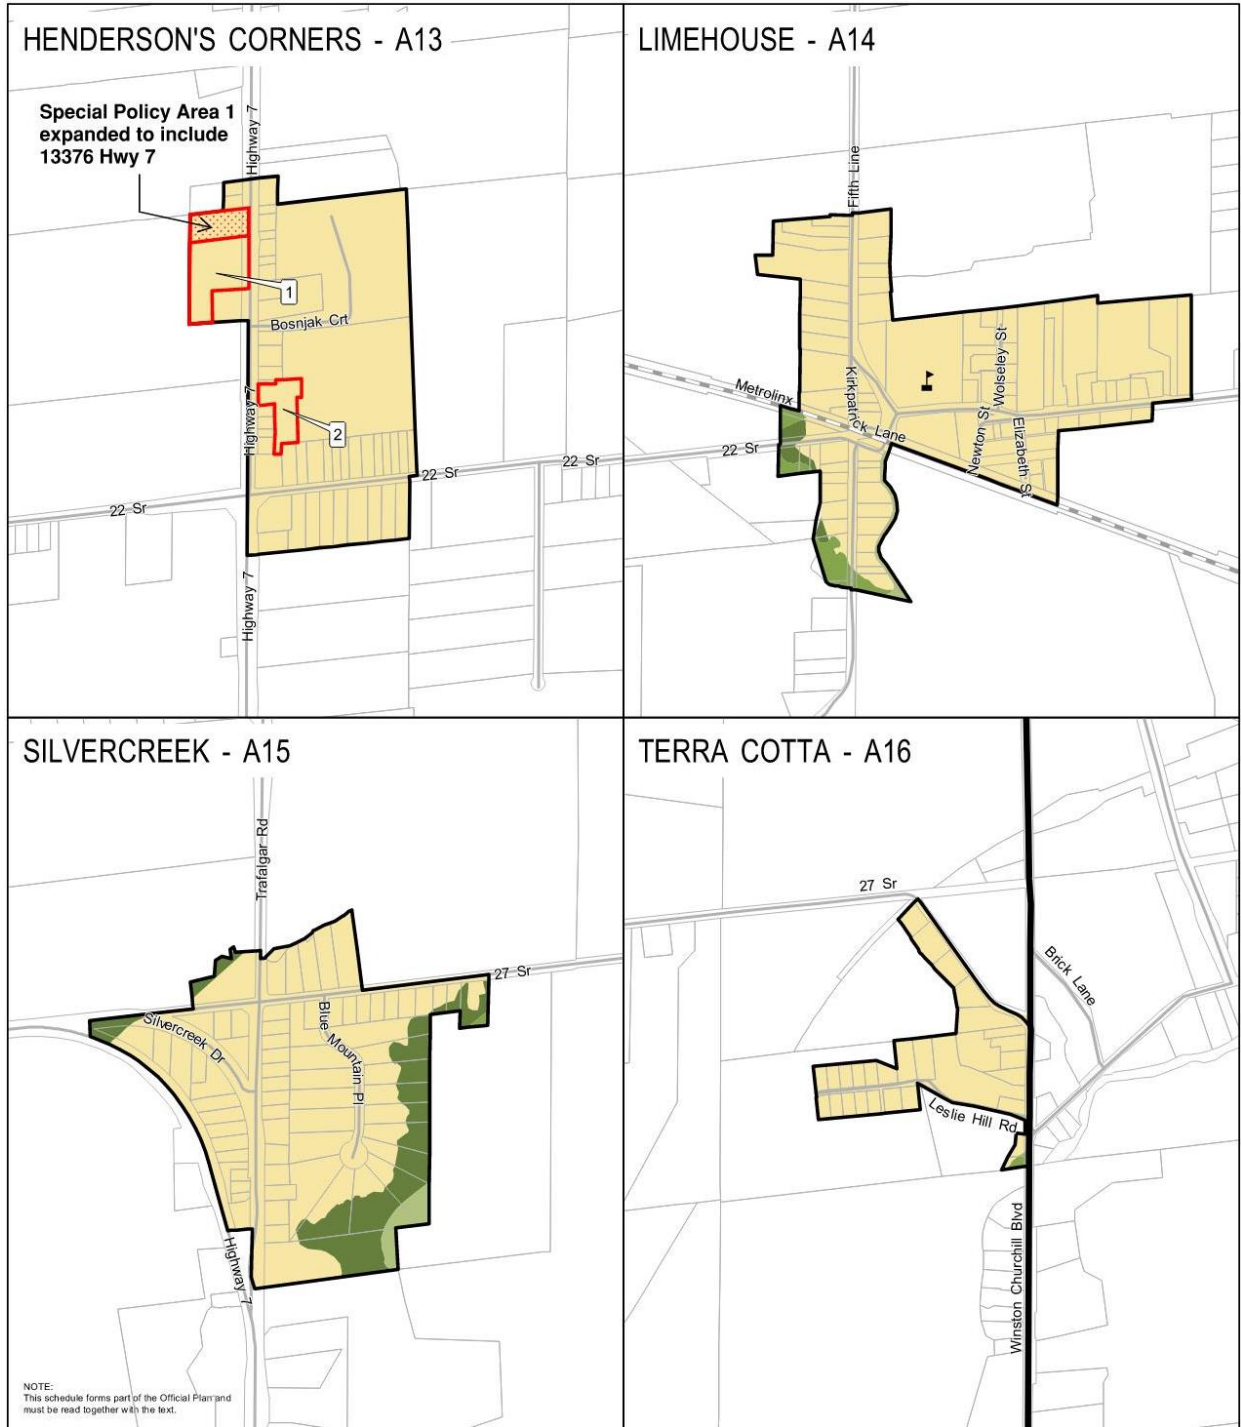 HENDERSON'S CORNERS - A13
Special Policy Area 1
expanded to include
13376 Hwy 7
Highway 7
1
Bosnjak Crt
Highway 7
2
22 Sr
22 Sr
22 Sr
Highway 7
LIMEHOUSE - A14
Fifth Line
Metrolinx
Kirkpatrick Lane
Wolseley St
Newton St
Elizabeth St
22 Sr
SILVERCREEK - A15
Trafalgar Rd
27 Sr
Silvercreek Dr
Blue Mountain Pl
Highway 7
NOTE:
This schedule forms part of the Official Plan and
must be read together with the text.
TERRA COTTA - A16
27 Sr
Brick Lane
Leslie Hill Rd
Winston Churchill Blvd